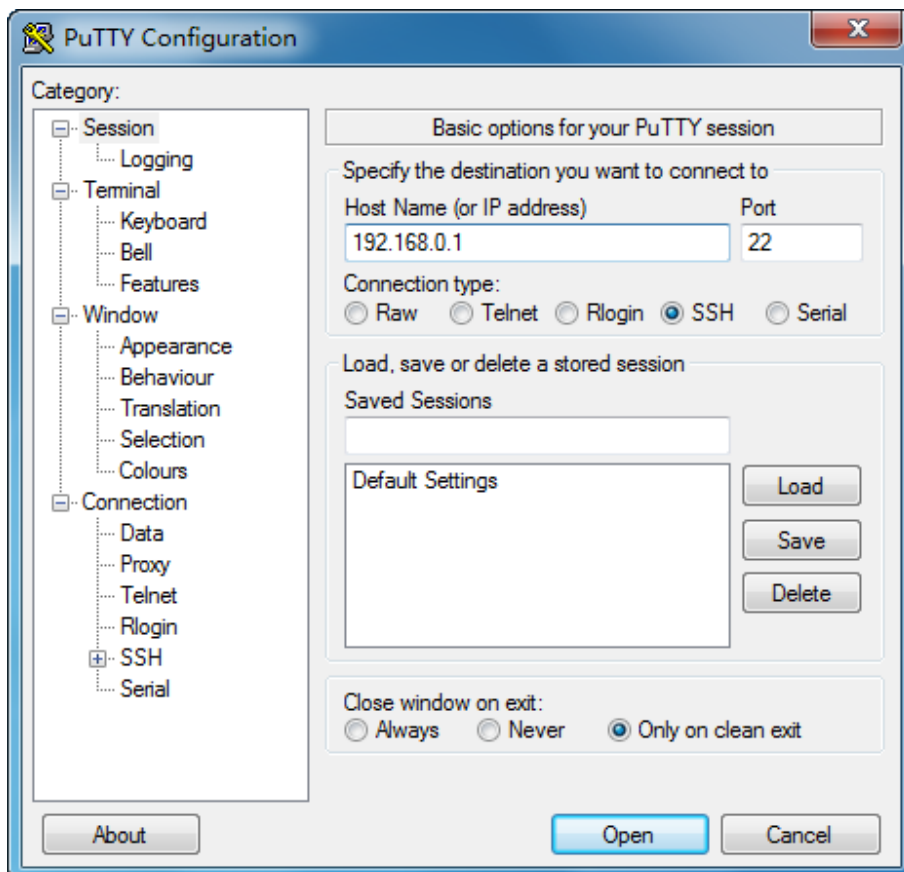 PuTTY Configuration
Category:
Session
Logging
Terminal
Keyboard
Bell
Features
Window
Appearance
Behaviour
Translation
Selection
Colours
Connection
Data
Proxy
Telnet
Rlogin
SSH
Serial
Basic options for your PuTTY session
Specify the destination you want to connect to
Host Name (or IP address) Port
192.168.0.1 22
Connection type:
Raw Telnet Rlogin SSH Serial
Load, save or delete a stored session
Saved Sessions
Default Settings
Load
Save
Delete
Close window on exit:
Always Never Only on clean exit
About Open Cancel